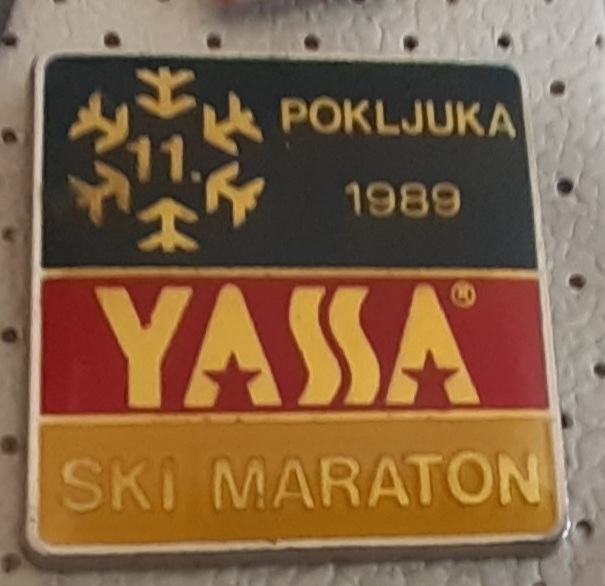 11.
POKLJUKA
1989
YASSA®
SKI MARATON